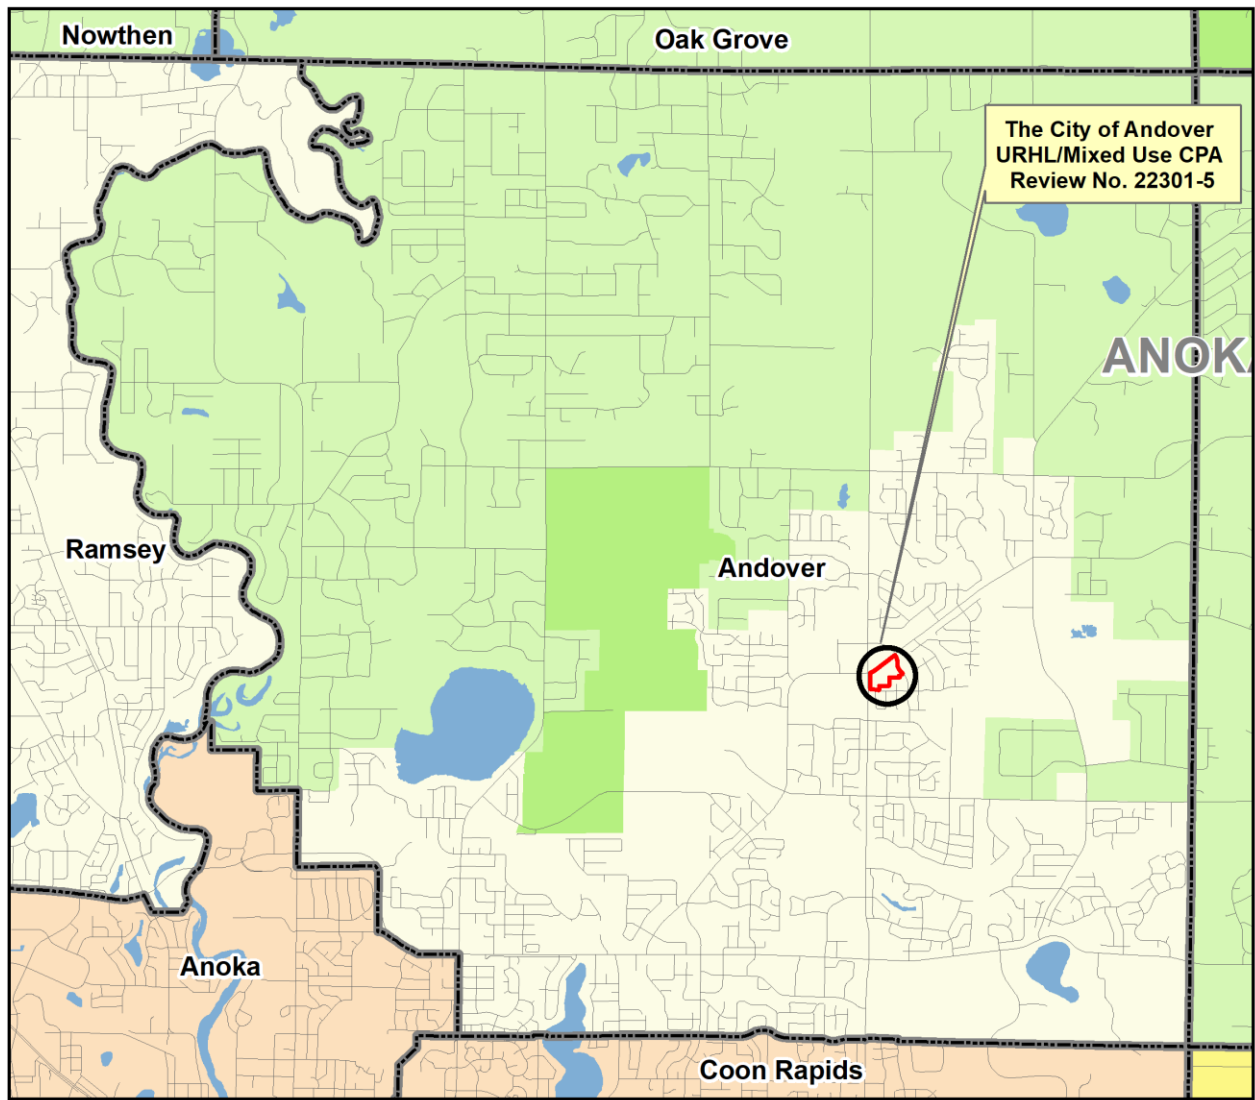 Nowthen
Oak Grove
The City of Andover
URHL/Mixed Use CPA
Review No. 22301-5
ANOKA
Ramsey
Andover
Anoka
Coon Rapids